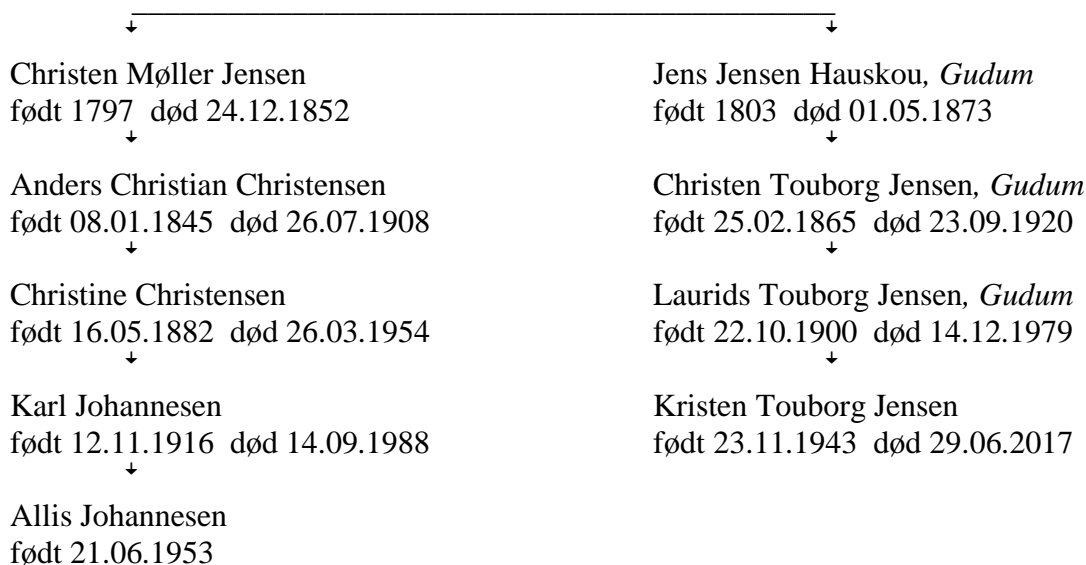 Christen Møller Jensen
født 1797 død 24.12.1852
Anders Christian Christensen
født 08.01.1845 død 26.07.1908
Christine Christensen
født 16.05.1882 død 26.03.1954
Karl Johannesen
født 12.11.1916 død 14.09.1988
Allis Johannesen
født 21.06.1953
Jens Jensen Hauskou, Gudum
født 1803 død 01.05.1873
Christen Touborg Jensen, Gudum
født 25.02.1865 død 23.09.1920
Laurids Touborg Jensen, Gudum
født 22.10.1900 død 14.12.1979
Kristen Touborg Jensen
født 23.11.1943 død 29.06.2017